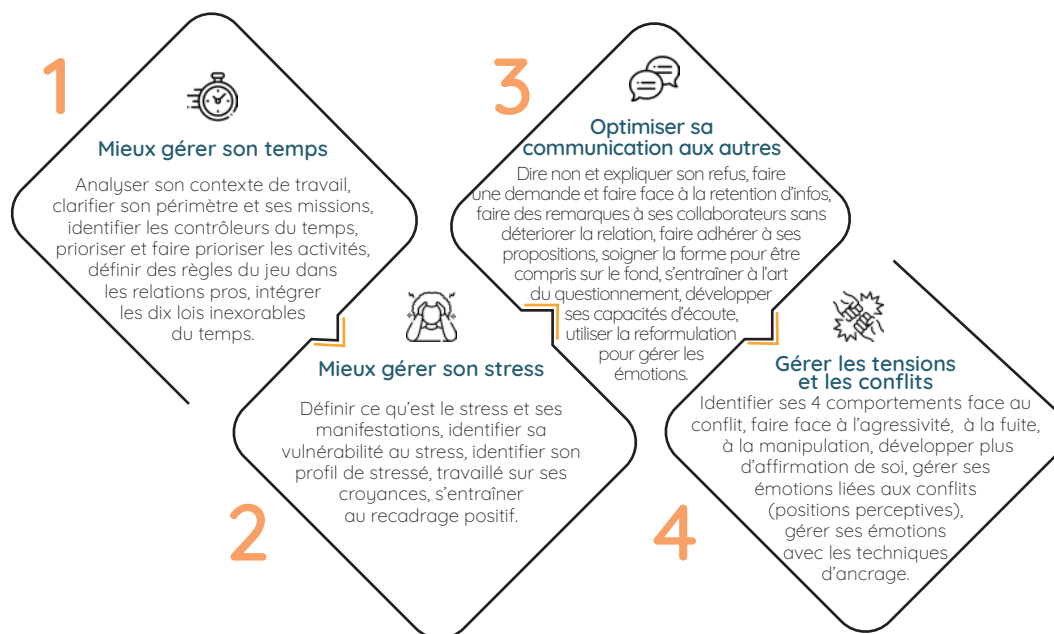 1
Mieux gérer son temps
Analyser son contexte de travail,
clarifier son périmètre et ses missions,
identifier les contrôleurs du temps,
prioriser et faire prioriser les activités,
définir des règles du jeu dans
les relations pros, intégrer
les dix lois inexorables
du temps.
2
Mieux gérer son stress
Définir ce qu'est le stress et ses
manifestations, identifier sa
vulnérabilité au stress, identifier son
profil de stressé, travaillé sur ses
croyances, s'entraîner
au recadrage positif.
3
Optimiser sa
communication aux autres
Dire non et expliquer son refus, faire
une demande et faire face à la retention d'infos,
faire des remarques à ses collaborateurs sans
déteriorer la relation, faire adhérer à ses
propositions, soigner la forme pour être
compris sur le fond, s'entraîner à l'art
du questionnement, développer
ses capacités d'écoute,
utiliser la reformulation
pour gérer les
émotions.
4
Gérer les tensions
et les conflits
Identifier ses 4 comportements face au
conflit, faire face à l'agressivité, à la fuite,
à la manipulation, développer plus
d'affirmation de soi, gérer ses
émotions liées aux conflits
(positions perceptives),
gérer ses émotions
avec les techniques
d'ancrage.